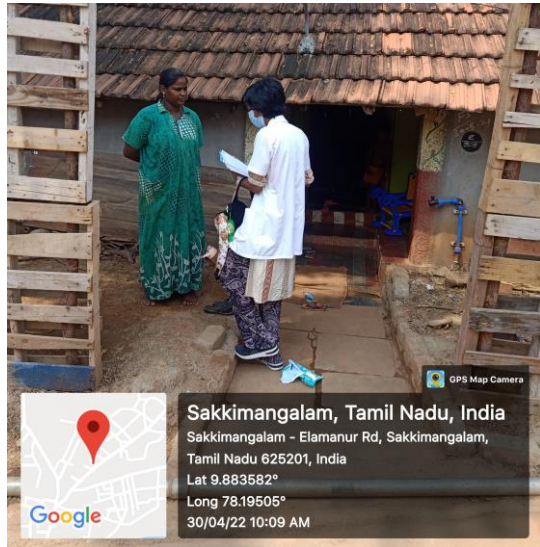 GPS Map Camera
Sakkimangalam, Tamil Nadu, India
Sakkimangalam - Elamanur Rd, Sakkimangalam,
Tamil Nadu 625201, India
Lat 9.883582°
Long 78.19505°
30/04/22 10:09 AM
Google